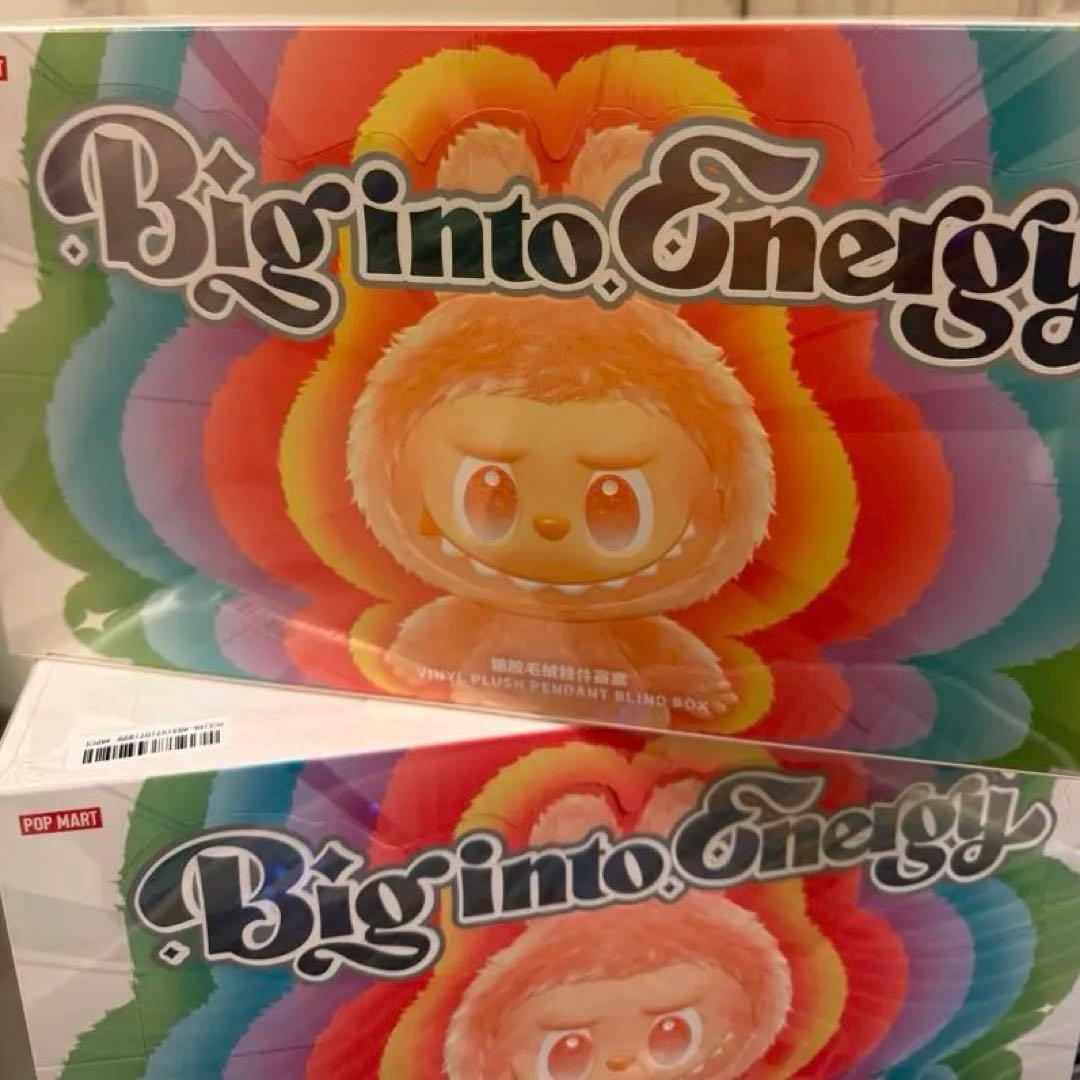 Big into Energy
搪胶毛绒挂件盲盒
VINYL PLUSH PENDANT BLIND BOX
POP MART
Big into Energy